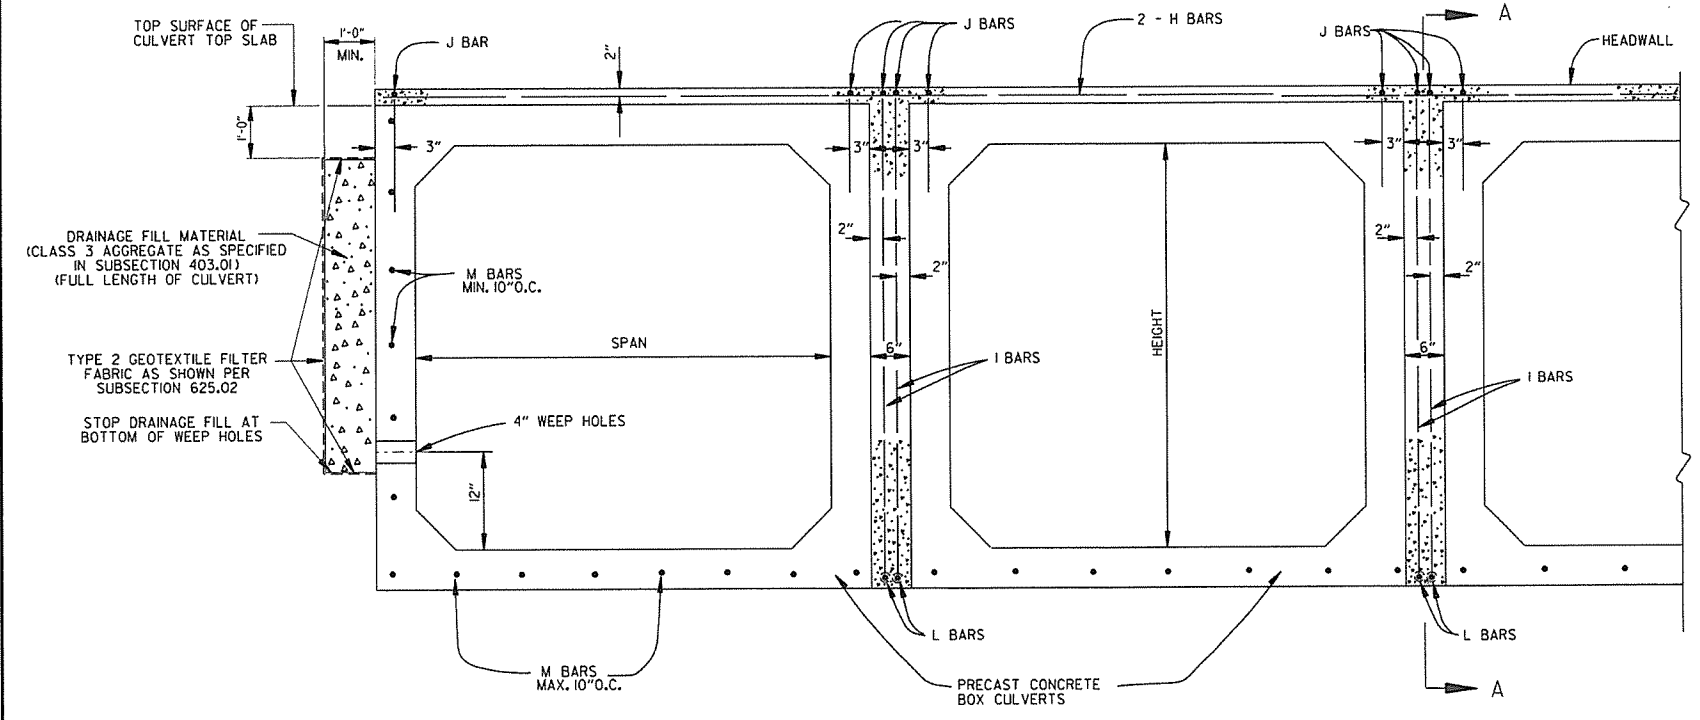 TOP SURFACE OF
CULVERT TOP SLAB
1'-0"
MIN.
J BAR
2"
J BARS
2 - H BARS
J BARS
A
HEADWALL
1'-0"
3"
3"
3"
3"
3"
DRAINAGE FILL MATERIAL
(CLASS 3 AGGREGATE AS SPECIFIED
IN SUBSECTION 403.01)
(FULL LENGTH OF CULVERT)
M BARS
MIN. 10"O.C.
2"
2"
2"
2"
TYPE 2 GEOTEXTILE FILTER
FABRIC AS SHOWN PER
SUBSECTION 625.02
SPAN
6"
I BARS
HEIGHT
6"
I BARS
STOP DRAINAGE FILL AT
BOTTOM OF WEEP HOLES
4" WEEP HOLES
12"
L BARS
L BARS
M BARS
MAX. 10"O.C.
PRECAST CONCRETE
BOX CULVERTS
A